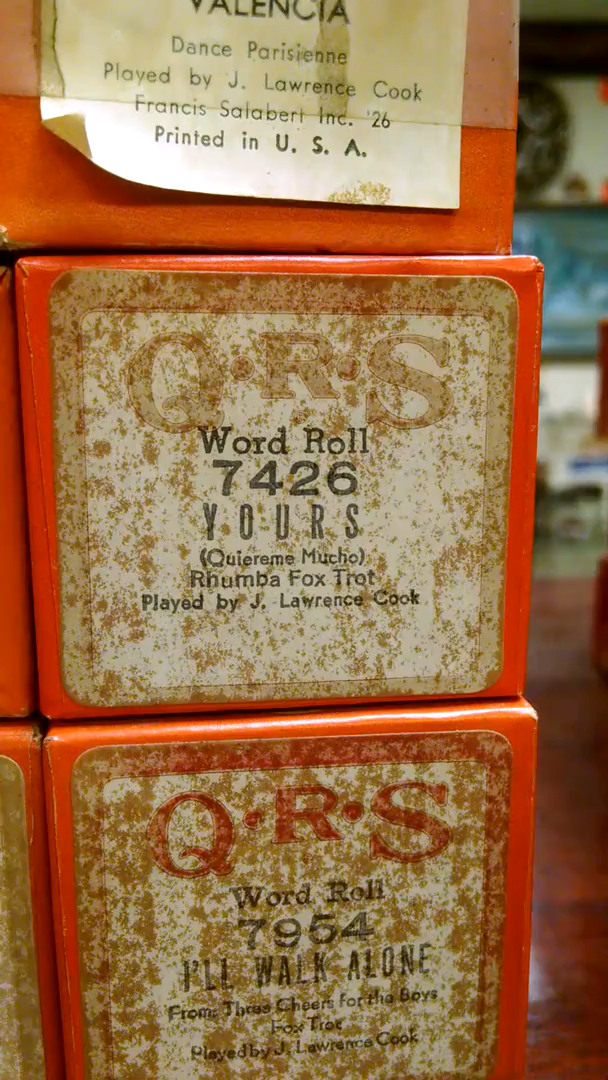 VALENCIA
Dance Parisienne
Played by J. Lawrence Cook
Francis Salabert Inc. '26
Printed in U. S. A.
Q·R·S
Word Roll
7426
YOURS
(Quiereme Mucho)
Rhumba Fox Trot
Played by J. Lawrence Cook
Q·R·S
Word Roll
7954
I'LL WALK ALONE
From: Three Cheers for the Boys
Fox Trot
Played by J. Lawrence Cook